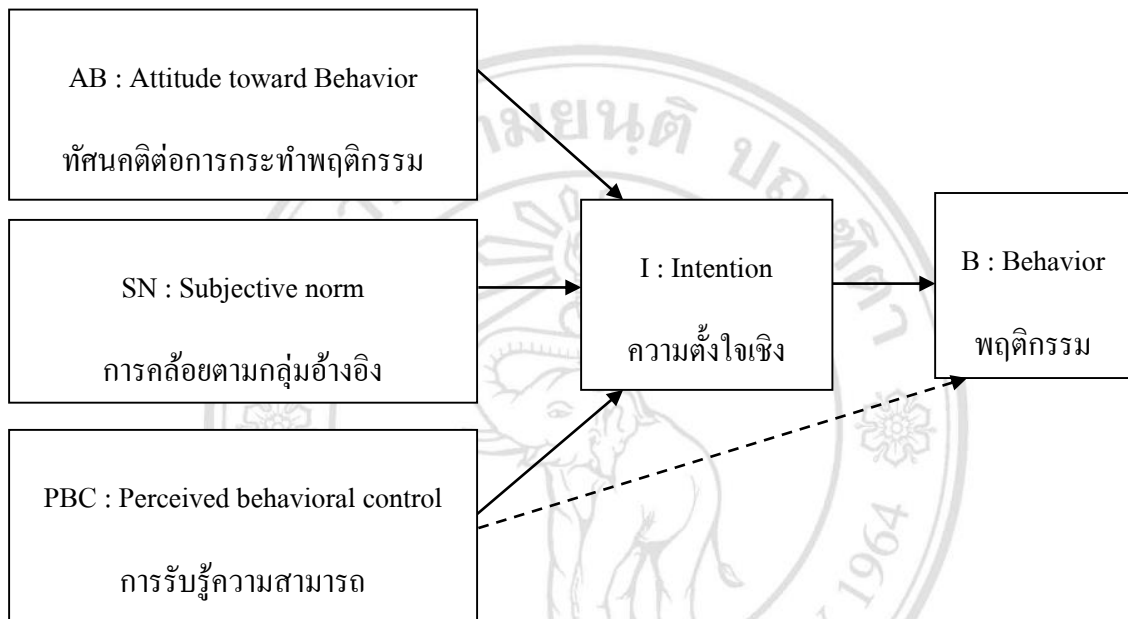 AB : Attitude toward Behavior
ทัศนคติต่อการกระทำพฤติกรรม
SN : Subjective norm
การคล้อยตามกลุ่มอ้างอิง
PBC : Perceived behavioral control
การรับรู้ความสามารถ
I : Intention
ความตั้งใจเชิง
B : Behavior
พฤติกรรม
1964